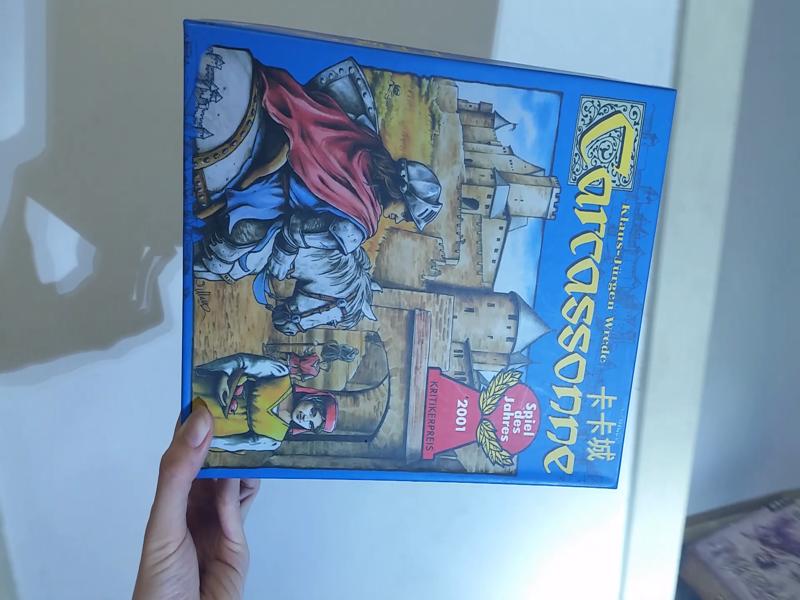 Klaus-Jürgen Wrede
Carcassonne
卡卡城
Spiel
des
Jahres
2001
KRITIKERPREIS